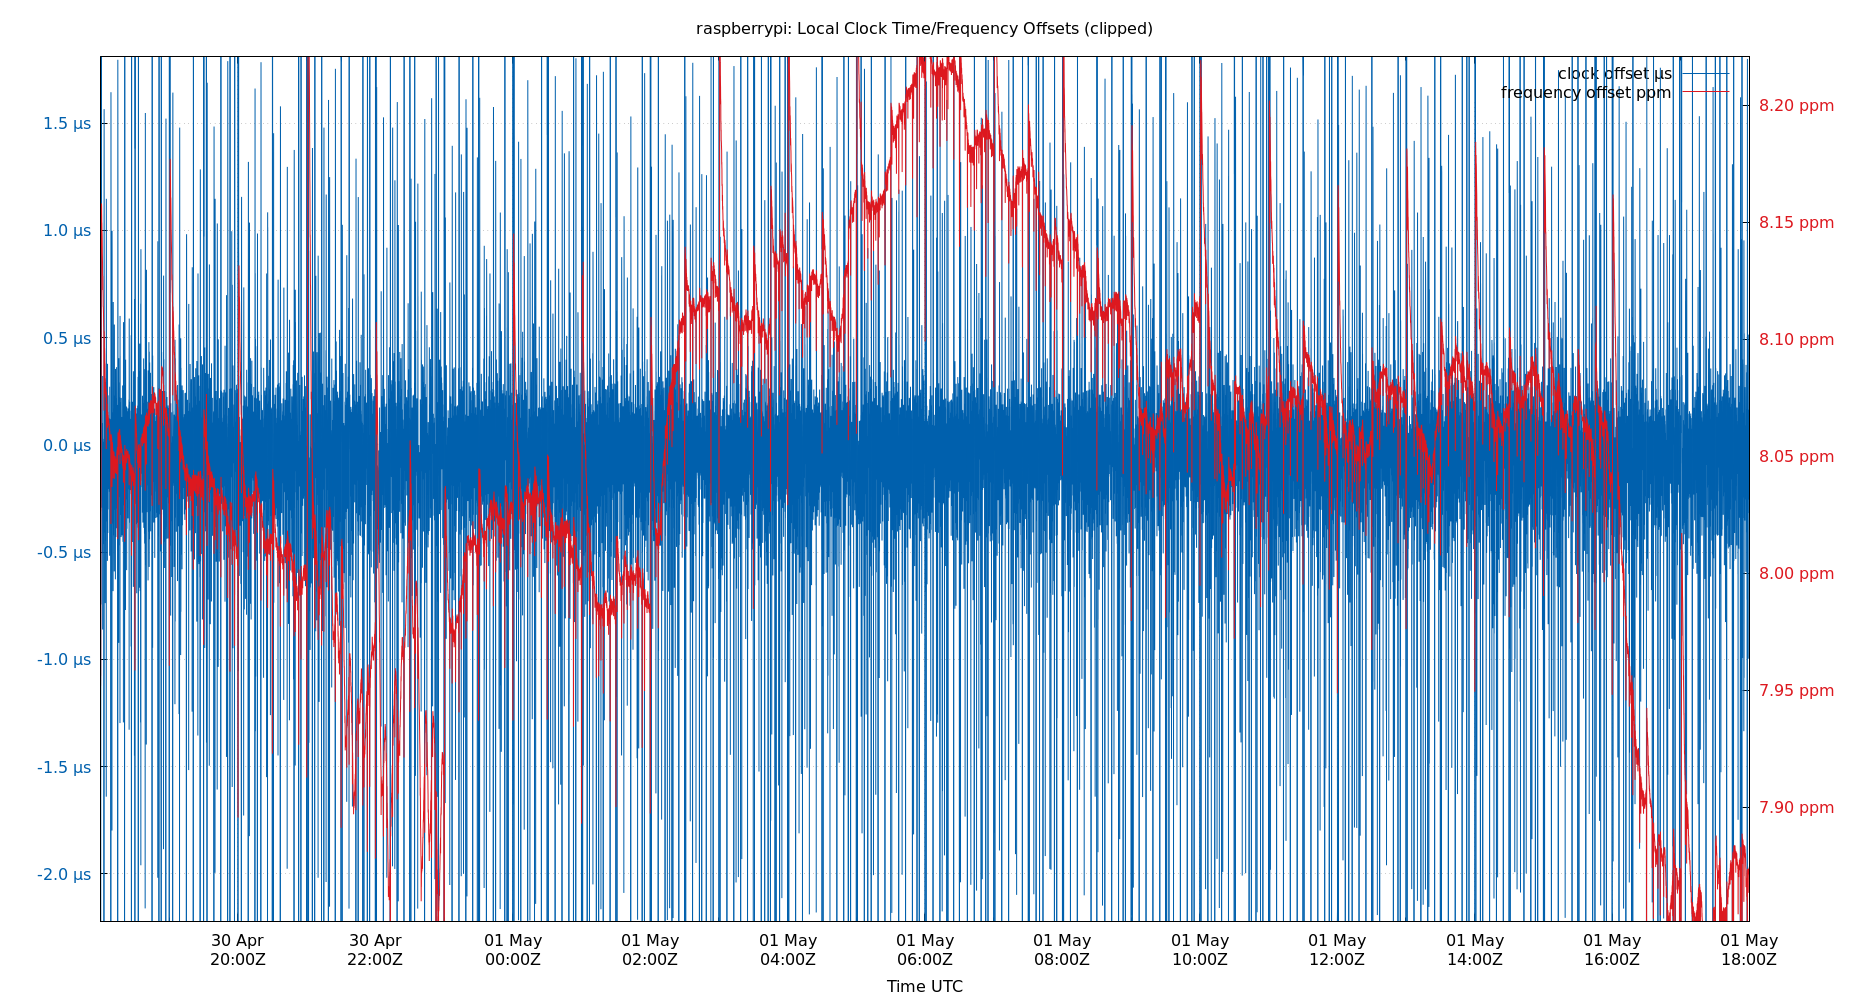 raspberrypi: Local Clock Time/Frequency Offsets (clipped)
clock offset µs
frequency offset ppm
1.5 µs
1.0 µs
0.5 µs
0.0 µs
-0.5 µs
-1.0 µs
-1.5 µs
-2.0 µs
8.20 ppm
8.15 ppm
8.10 ppm
8.05 ppm
8.00 ppm
7.95 ppm
7.90 ppm
30 Apr
20:00Z
30 Apr
22:00Z
01 May
00:00Z
01 May
02:00Z
01 May
04:00Z
01 May
06:00Z
01 May
08:00Z
01 May
10:00Z
01 May
12:00Z
01 May
14:00Z
01 May
16:00Z
01 May
18:00Z
Time UTC